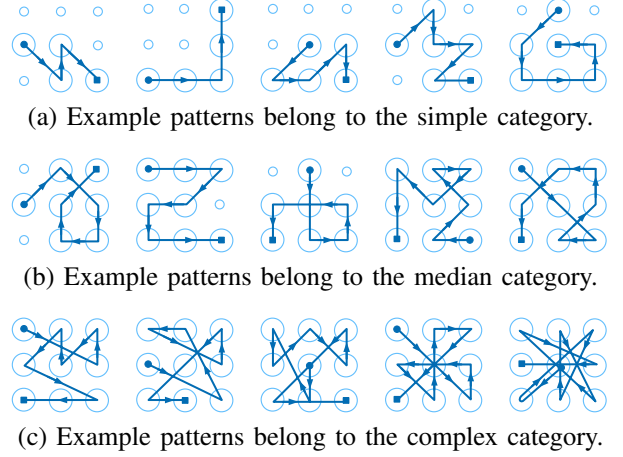 (a) Example patterns belong to the simple category.
(b) Example patterns belong to the median category.
(c) Example patterns belong to the complex category.